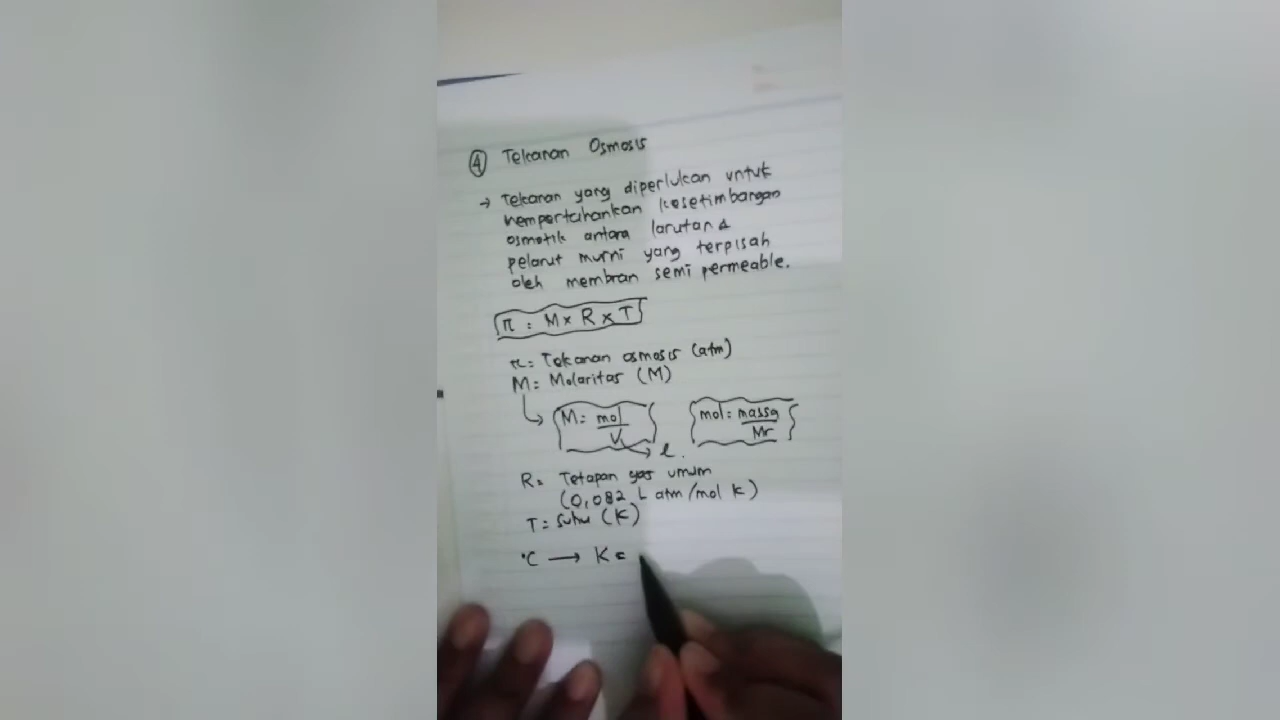 ④ Tekanan Osmosis
→ Tekanan yang diperlukan untuk
mempertahankan kesetimbangan
osmotik antara larutan &
pelarut murni yang terpisah
oleh membran semi permeable.
π = M x R x T
π = Tekanan osmosis (atm)
M = Molaritas (M)
M = mol/V → l. mol = massa/Mr
R = Tetapan gas umum
(0,082 L atm/mol K)
T = Suhu (K)
°C → K =